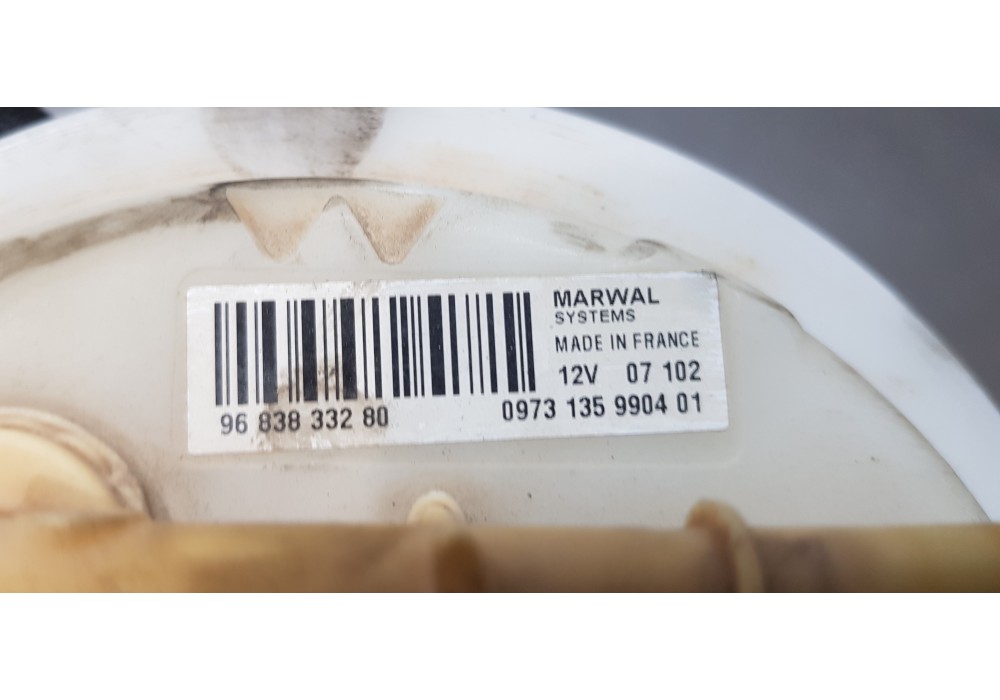 MARWAL
SYSTEMS
MADE IN FRANCE
12V 07 102
96 838 332 80 0973 135 9904 01